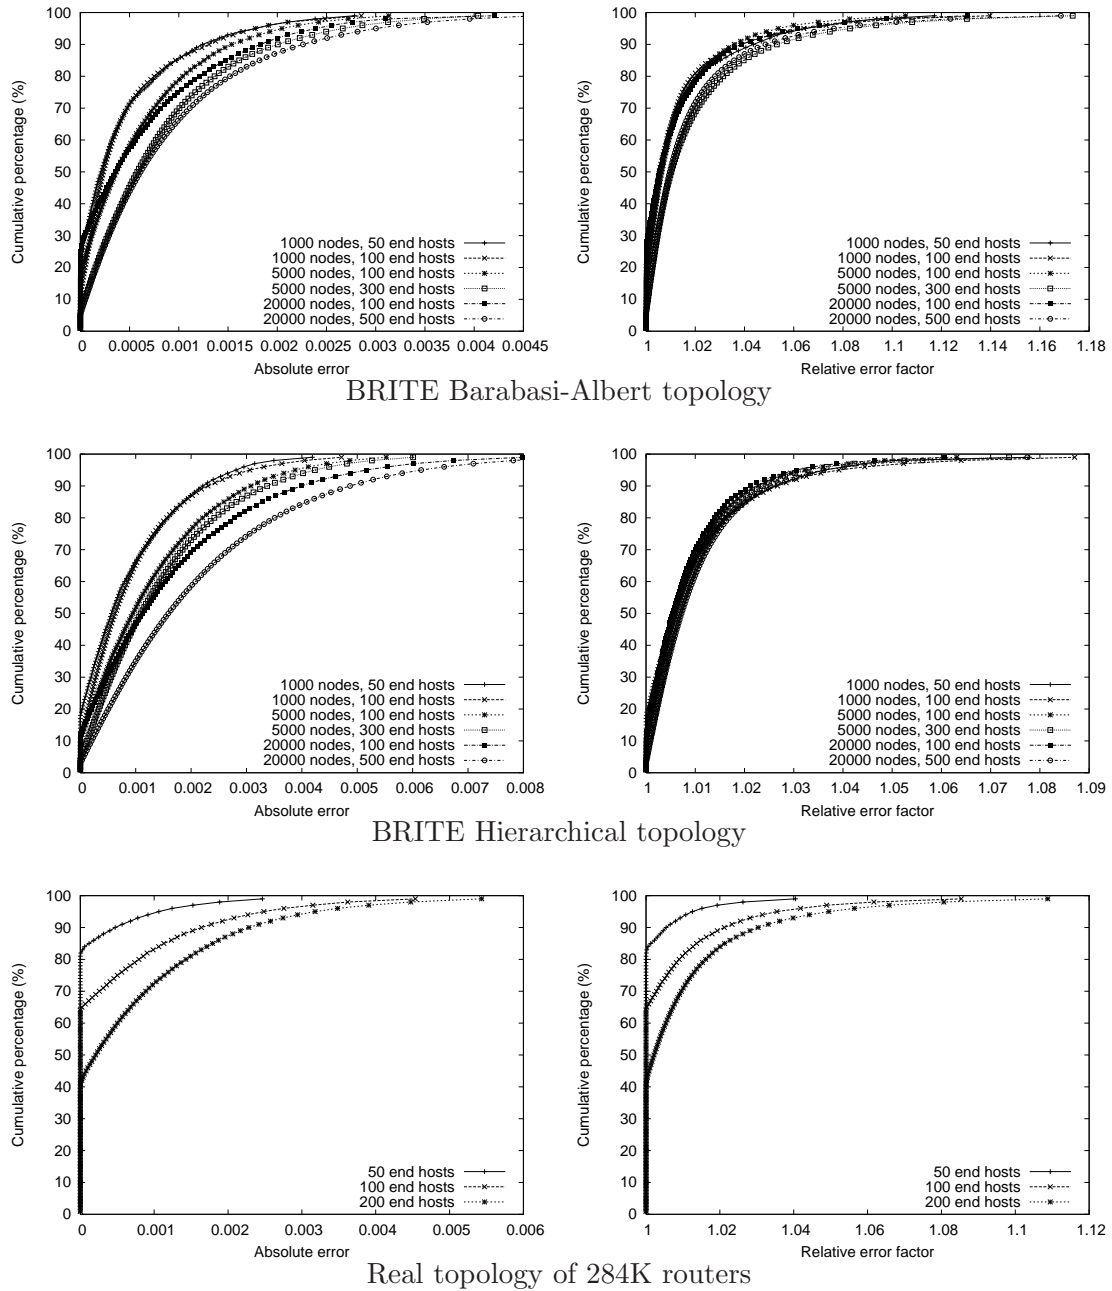 100
90
80
70
60
50
40
30
20
10
0
Cumulative percentage (%)
1000 nodes, 50 end hosts
1000 nodes, 100 end hosts
5000 nodes, 100 end hosts
5000 nodes, 300 end hosts
20000 nodes, 100 end hosts
20000 nodes, 500 end hosts
0 0.0005 0.001 0.0015 0.002 0.0025 0.003 0.0035 0.004 0.0045
Absolute error
100
90
80
70
60
50
40
30
20
10
0
Cumulative percentage (%)
1000 nodes, 50 end hosts
1000 nodes, 100 end hosts
5000 nodes, 100 end hosts
5000 nodes, 300 end hosts
20000 nodes, 100 end hosts
20000 nodes, 500 end hosts
1 1.02 1.04 1.06 1.08 1.1 1.12 1.14 1.16 1.18
Relative error factor
BRITE Barabasi-Albert topology
100
90
80
70
60
50
40
30
20
10
0
Cumulative percentage (%)
1000 nodes, 50 end hosts
1000 nodes, 100 end hosts
5000 nodes, 100 end hosts
5000 nodes, 300 end hosts
20000 nodes, 100 end hosts
20000 nodes, 500 end hosts
0 0.001 0.002 0.003 0.004 0.005 0.006 0.007 0.008
Absolute error
100
90
80
70
60
50
40
30
20
10
0
Cumulative percentage (%)
1000 nodes, 50 end hosts
1000 nodes, 100 end hosts
5000 nodes, 100 end hosts
5000 nodes, 300 end hosts
20000 nodes, 100 end hosts
20000 nodes, 500 end hosts
1 1.01 1.02 1.03 1.04 1.05 1.06 1.07 1.08 1.09
Relative error factor
BRITE Hierarchical topology
100
90
80
70
60
50
40
30
20
10
0
Cumulative percentage (%)
50 end hosts
100 end hosts
200 end hosts
0 0.001 0.002 0.003 0.004 0.005 0.006
Absolute error
100
90
80
70
60
50
40
30
20
10
0
Cumulative percentage (%)
50 end hosts
100 end hosts
200 end hosts
1 1.02 1.04 1.06 1.08 1.1 1.12
Relative error factor
Real topology of 284K routers